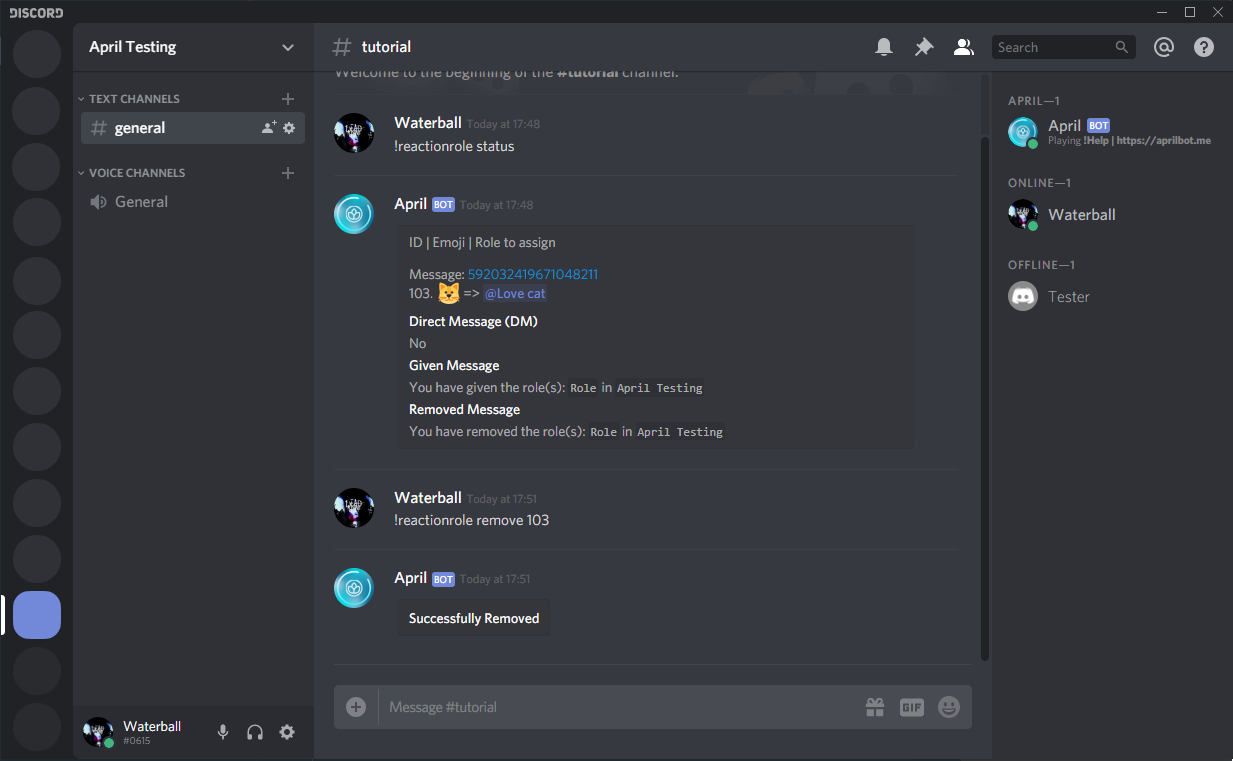 DISCORD
April Testing
TEXT CHANNELS
general
VOICE CHANNELS
General
Waterball
#0615
# tutorial
Search
Welcome to the beginning of the #tutorial channel.
Waterball Today at 17:48
!reactionrole status
April BOT Today at 17:48
ID | Emoji | Role to assign
Message: 592032419671048211
103. => @Love cat
Direct Message (DM)
No
Given Message
You have given the role(s): Role in April Testing
Removed Message
You have removed the role(s): Role in April Testing
Waterball Today at 17:51
!reactionrole remove 103
April BOT Today at 17:51
Successfully Removed
Message #tutorial
GIF
APRIL—1
April BOT
Playing !Help | https://aprilbot.me
ONLINE—1
Waterball
OFFLINE—1
Tester